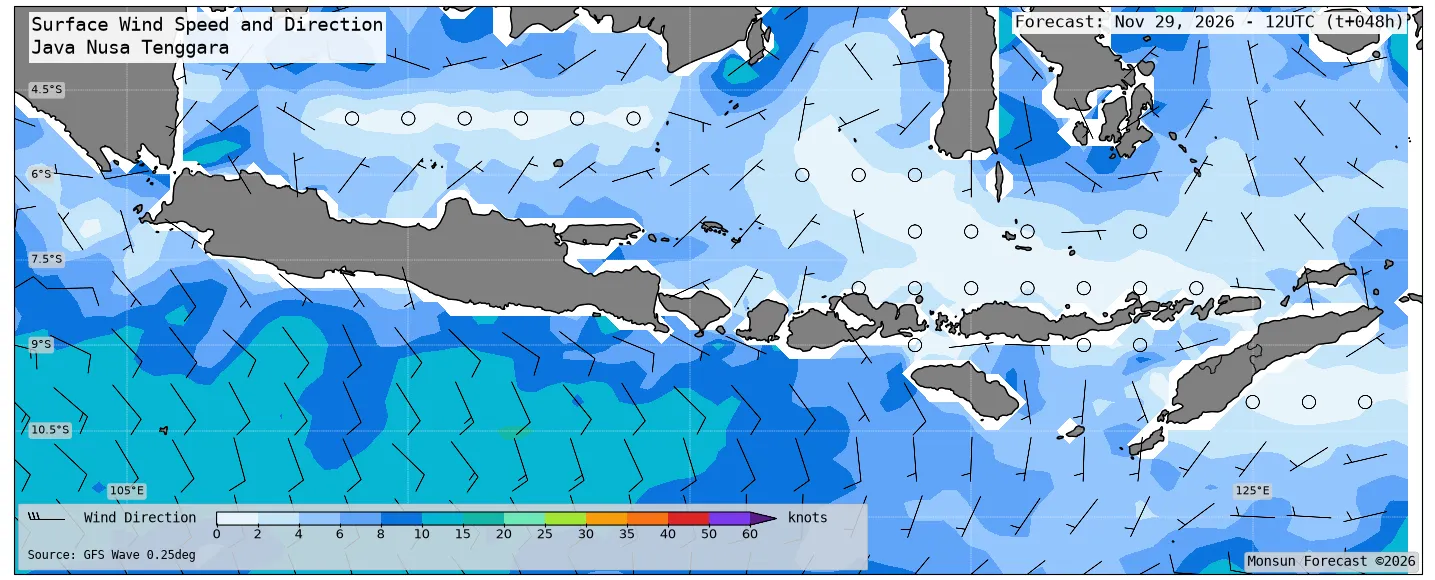 Surface Wind Speed and Direction
Java Nusa Tenggara
Forecast: Nov 29, 2026 - 12UTC (t+048h)
4.5°S
6°S
7.5°S
9°S
10.5°S
105°E
125°E
Wind Direction
0 2 4 6 8 10 15 20 25 30 35 40 50 60
knots
Source: GFS Wave 0.25deg
Monsun Forecast ©2026